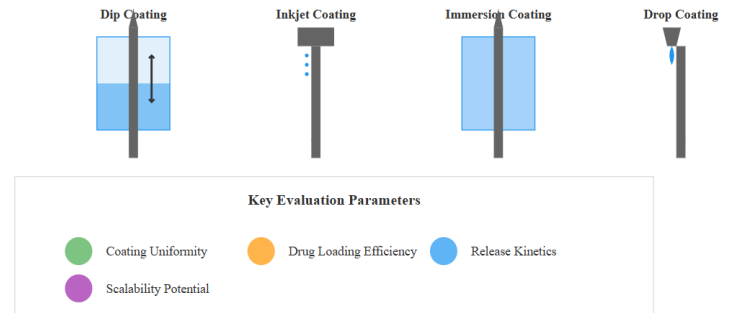 Dip Coating Inkjet Coating Immersion Coating Drop Coating
Key Evaluation Parameters
Coating Uniformity Drug Loading Efficiency Release Kinetics
Scalability Potential